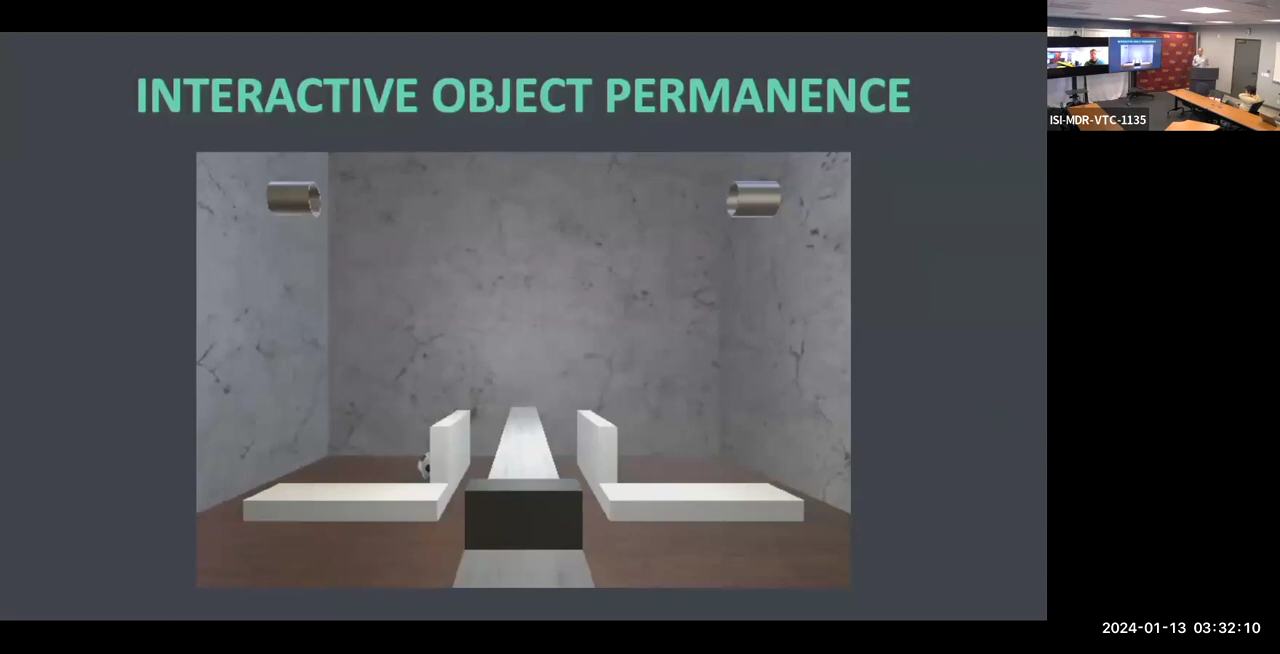 INTERACTIVE OBJECT PERMANENCE
ISI-MDR-VTC-1135
2024-01-13 03:32:10